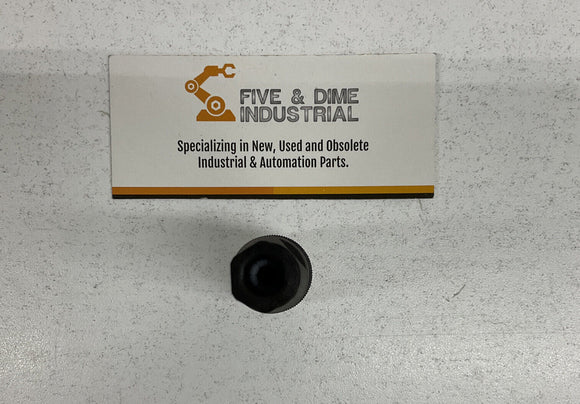 FIVE & DIME
INDUSTRIAL
Specializing in New, Used and Obsolete
Industrial & Automation Parts.